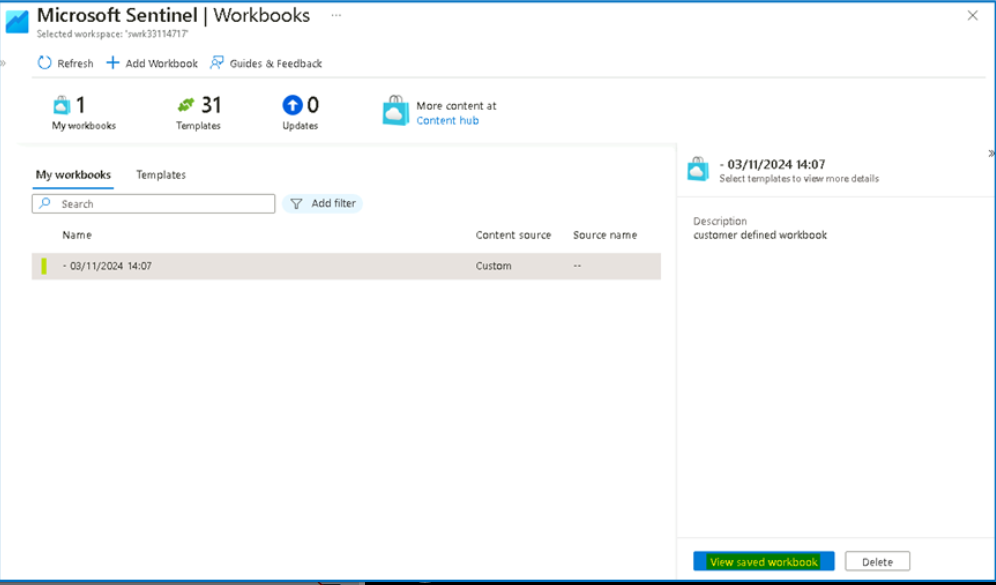 Microsoft Sentinel | Workbooks ...
Selected workspace: 'swrk33114717'
Refresh + Add Workbook Guides & Feedback
1 My workbooks
31 Templates
0 Updates
More content at
Content hub
My workbooks Templates
Search Add filter
Name Content source Source name
- 03/11/2024 14:07 Custom --
- 03/11/2024 14:07
Select templates to view more details
Description
customer defined workbook
View saved workbook Delete